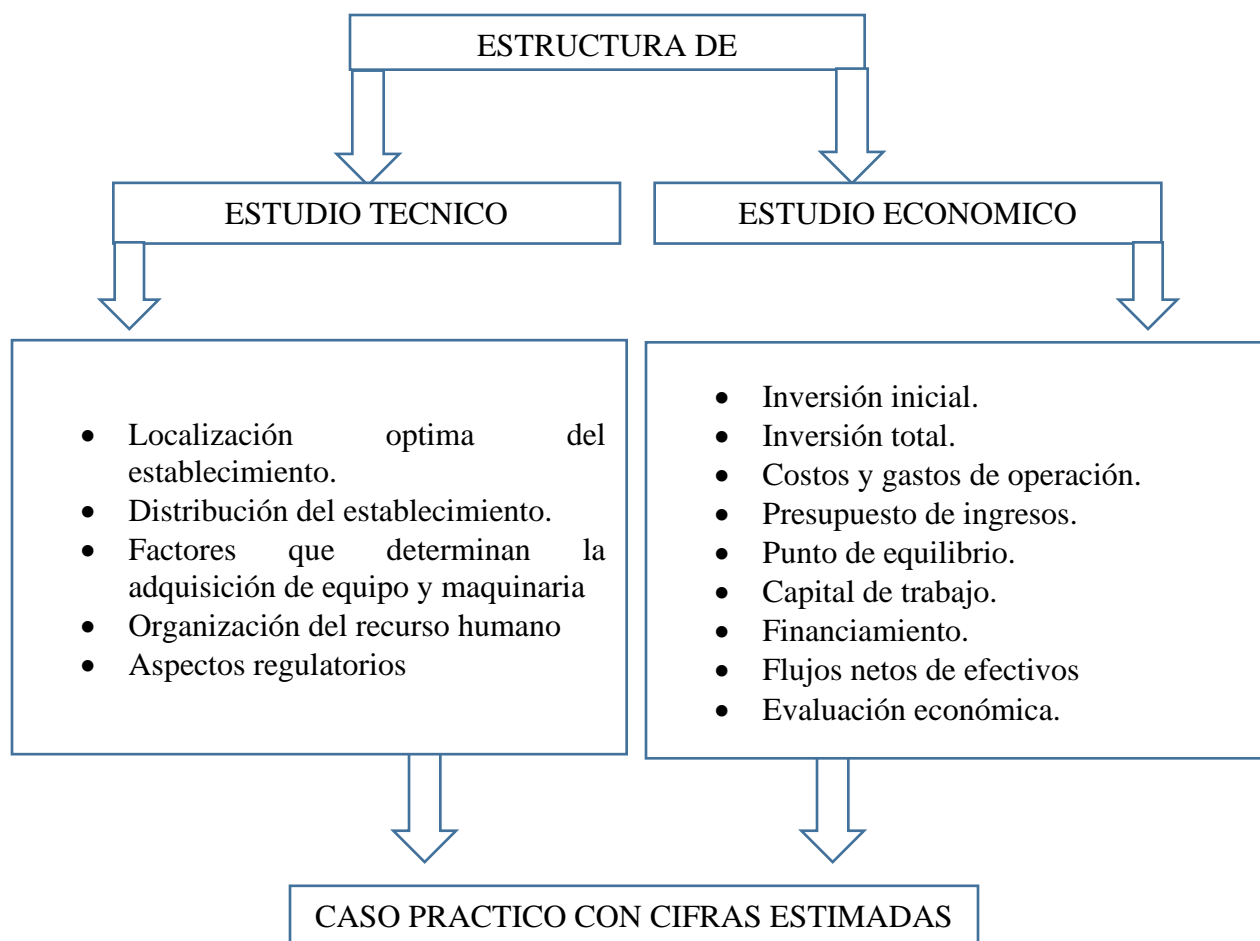 ESTRUCTURA DE
ESTUDIO TECNICO
ESTUDIO ECONOMICO
• Localización optima del
establecimiento.
• Distribución del establecimiento.
• Factores que determinan la
adquisición de equipo y maquinaria
• Organización del recurso humano
• Aspectos regulatorios
• Inversión inicial.
• Inversión total.
• Costos y gastos de operación.
• Presupuesto de ingresos.
• Punto de equilibrio.
• Capital de trabajo.
• Financiamiento.
• Flujos netos de efectivos
• Evaluación económica.
CASO PRACTICO CON CIFRAS ESTIMADAS